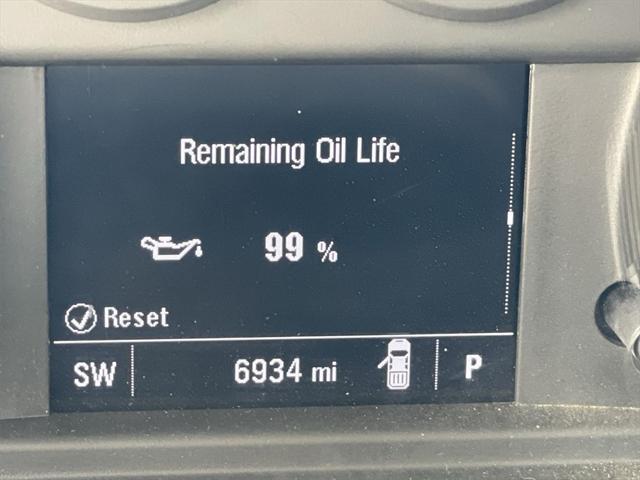 Remaining Oil Life
99 %
Reset
SW 6934 mi P